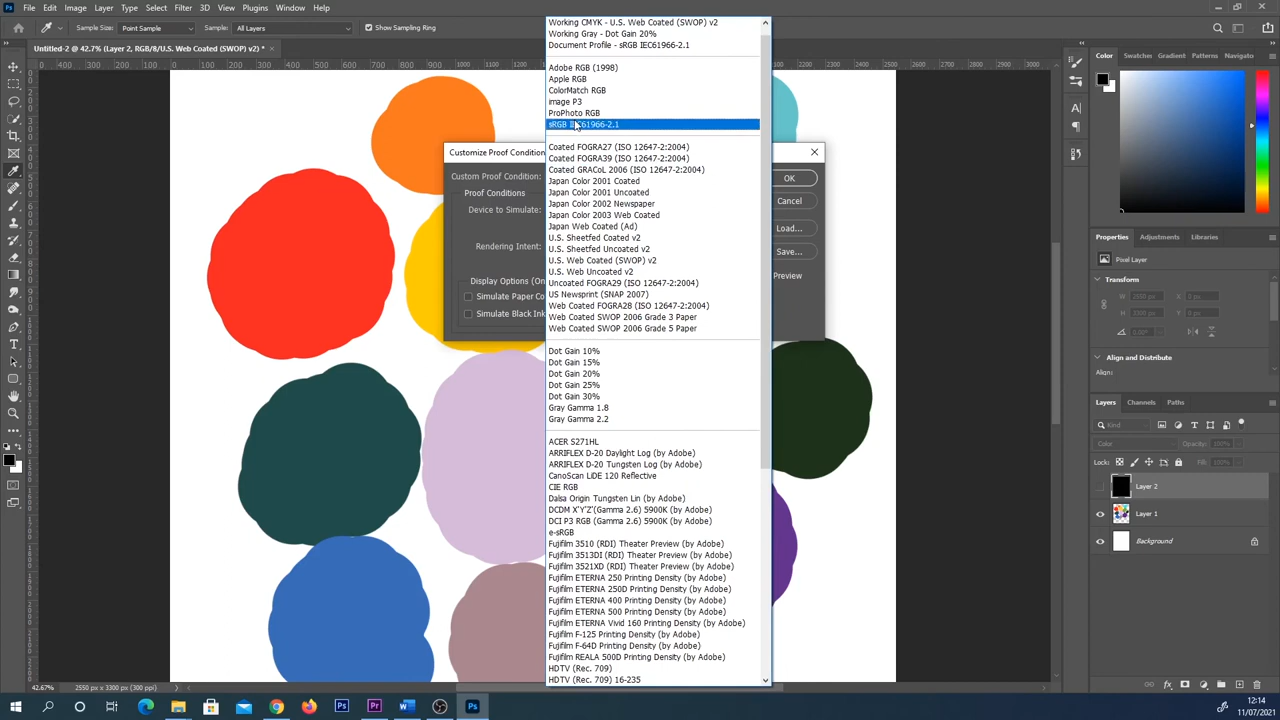 File Edit Image Layer Type Select Filter 3D View Plugins Window Help
Sample Size: Point Sample Sample: All Layers Show Sampling Ring
Untitled-2 @ 42.7% (Layer 2, RGB/8/U.S. Web Coated (SWOP) v2) *
Customize Proof Condition
Custom Proof Condition:
Proof Conditions
Device to Simulate:
Rendering Intent:
Display Options (On
Simulate Paper Co
Simulate Black Ink
Working CMYK - U.S. Web Coated (SWOP) v2
Working Gray - Dot Gain 20%
Document Profile - sRGB IEC61966-2.1
Adobe RGB (1998)
Apple RGB
ColorMatch RGB
image P3
ProPhoto RGB
sRGB IEC61966-2.1
Coated FOGRA27 (ISO 12647-2:2004)
Coated FOGRA39 (ISO 12647-2:2004)
Coated GRACoL 2006 (ISO 12647-2:2004)
Japan Color 2001 Coated
Japan Color 2001 Uncoated
Japan Color 2002 Newspaper
Japan Color 2003 Web Coated
Japan Web Coated (Ad)
U.S. Sheetfed Coated v2
U.S. Sheetfed Uncoated v2
U.S. Web Coated (SWOP) v2
U.S. Web Uncoated v2
Uncoated FOGRA29 (ISO 12647-2:2004)
US Newsprint (SNAP 2007)
Web Coated FOGRA28 (ISO 12647-2:2004)
Web Coated SWOP 2006 Grade 3 Paper
Web Coated SWOP 2006 Grade 5 Paper
Dot Gain 10%
Dot Gain 15%
Dot Gain 20%
Dot Gain 25%
Dot Gain 30%
Gray Gamma 1.8
Gray Gamma 2.2
ACER S271HL
ARRIFLEX D-20 Daylight Log (by Adobe)
ARRIFLEX D-20 Tungsten Log (by Adobe)
CanoScan LiDE 120 Reflective
CIE RGB
Dalsa Origin Tungsten Lin (by Adobe)
DCDM X'Y'Z'(Gamma 2.6) 5900K (by Adobe)
DCI P3 RGB (Gamma 2.6) 5900K (by Adobe)
e-sRGB
Fujifilm 3510 (RDI) Theater Preview (by Adobe)
Fujifilm 3513DI (RDI) Theater Preview (by Adobe)
Fujifilm 3521XD (RDI) Theater Preview (by Adobe)
Fujifilm ETERNA 250 Printing Density (by Adobe)
Fujifilm ETERNA 250D Printing Density (by Adobe)
Fujifilm ETERNA 400 Printing Density (by Adobe)
Fujifilm ETERNA 500 Printing Density (by Adobe)
Fujifilm ETERNA Vivid 160 Printing Density (by Adobe)
Fujifilm F-125 Printing Density (by Adobe)
Fujifilm F-64D Printing Density (by Adobe)
Fujifilm REALA 500D Printing Density (by Adobe)
HDTV (Rec. 709)
HDTV (Rec. 709) 16-235
OK
Cancel
Load...
Save...
Preview
Color Swatches Gradients Patterns
Properties Adjustments Libraries
Pixel Layer
Transform
W 2550 px X 0 px
H 3300 px Y 0 px
0.00°
Align and Distribute
Align:
Layers Channels Paths
Kind
Color Opacity: 100%
Lock: Fill: 100%
Layer 2
Layer 1
Background
42.67% 2550 px x 3300 px (300 ppi)
12:14
11/07/2021